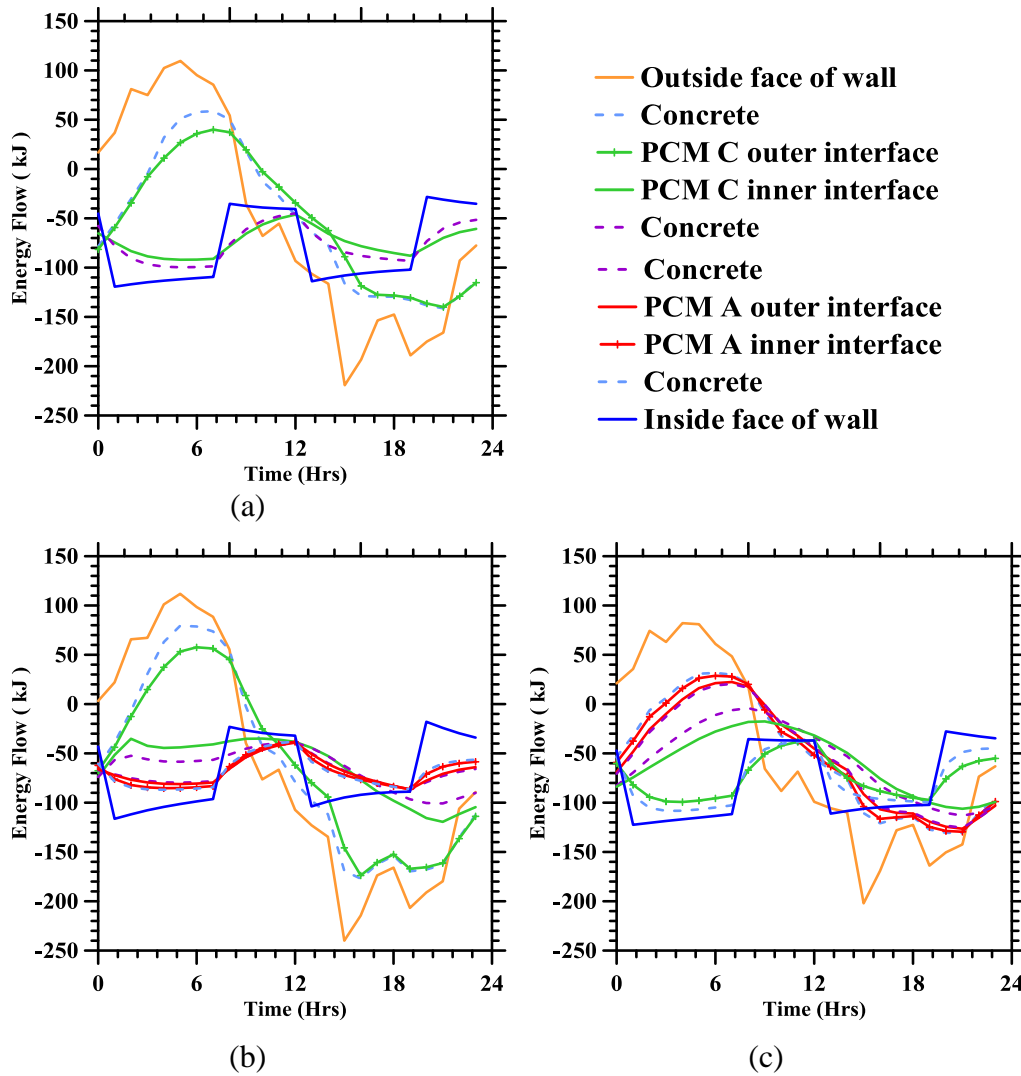 150
100
50
0
-50
-100
-150
-200
-250
Energy Flow ( kJ )
0
6
12
18
24
Time (Hrs)
(a)
Outside face of wall
Concrete
PCM C outer interface
PCM C inner interface
Concrete
Concrete
PCM A outer interface
PCM A inner interface
Concrete
Inside face of wall
150
100
50
0
-50
-100
-150
-200
-250
Energy Flow ( kJ )
0
6
12
18
24
Time (Hrs)
(b)
150
100
50
0
-50
-100
-150
-200
-250
Energy Flow ( kJ )
0
6
12
18
24
Time (Hrs)
(c)